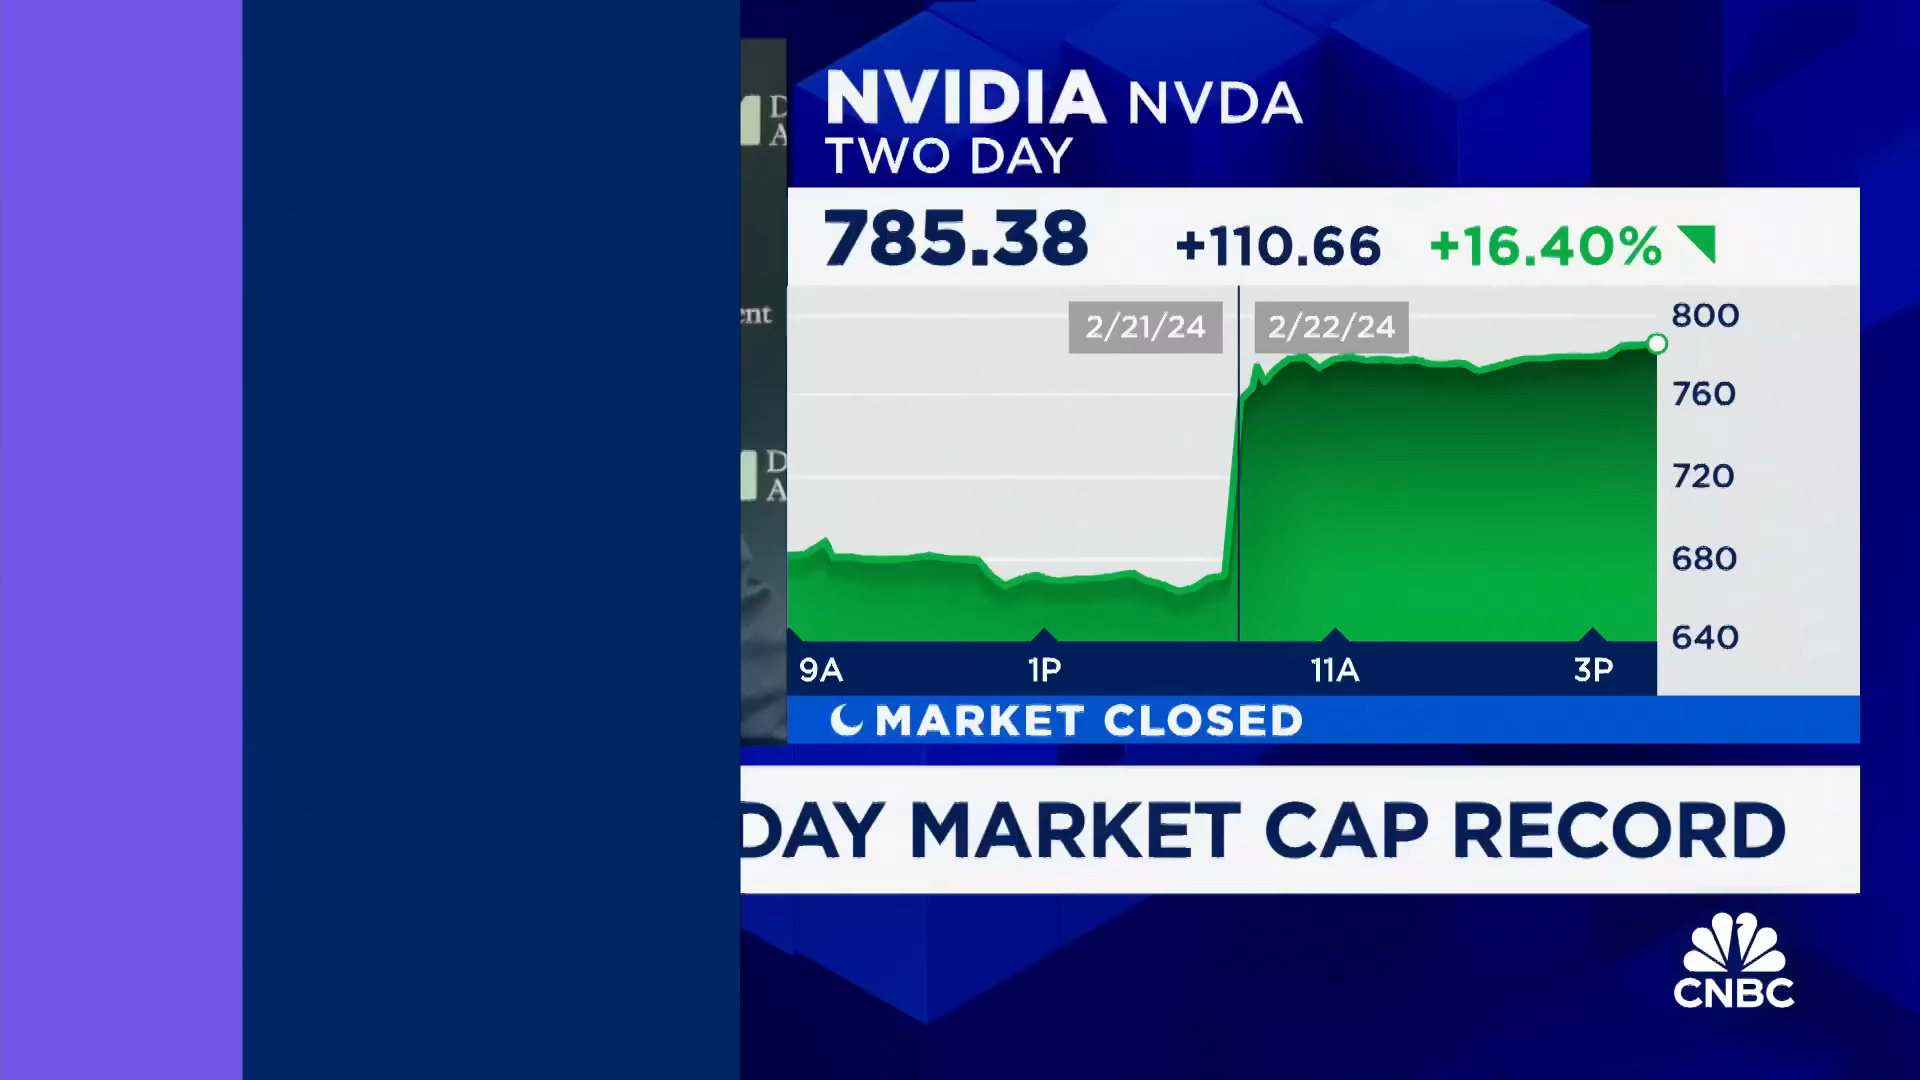 NVIDIA NVDA
TWO DAY
785.38 +110.66 +16.40%
2/21/24 2/22/24
800
760
720
680
640
9A 1P 11A 3P
MARKET CLOSED
DAY MARKET CAP RECORD
CNBC